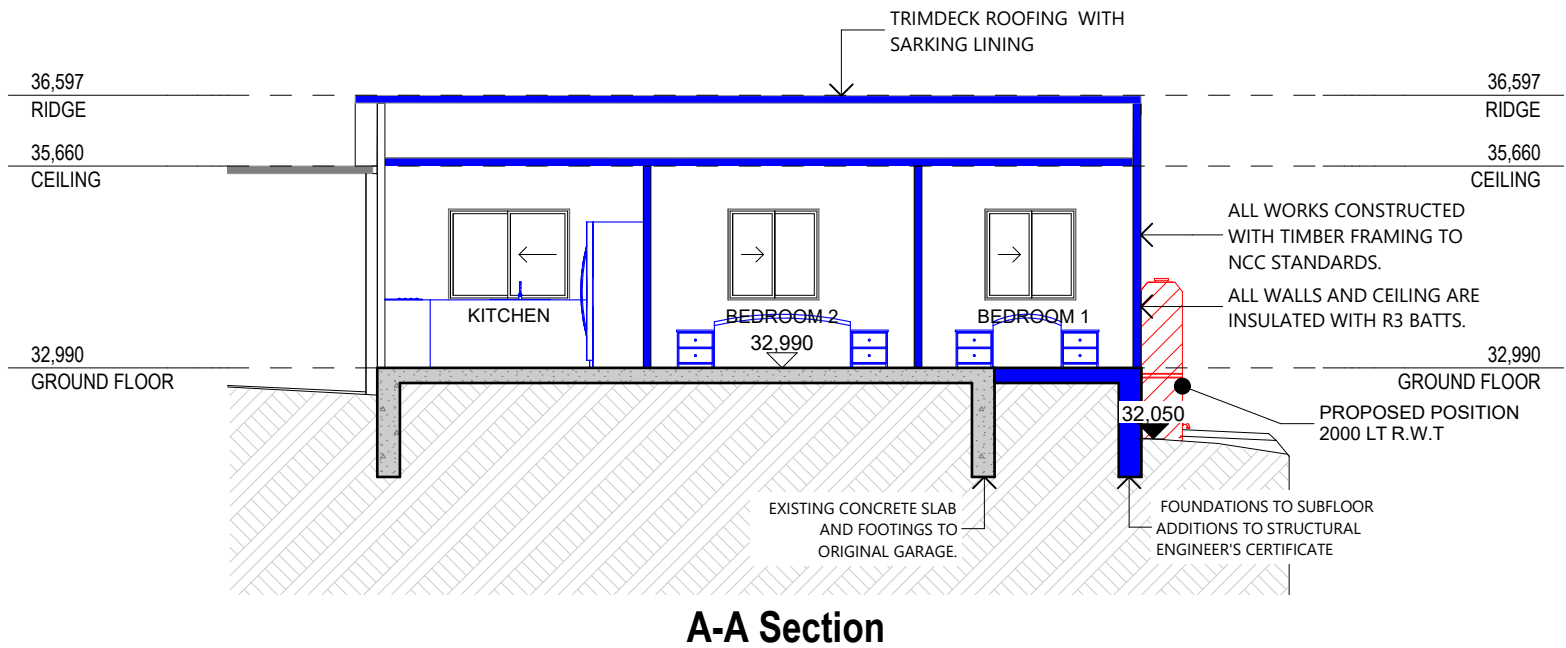 TRIMDECK ROOFING WITH
SARKING LINING
36,597
RIDGE
36,597
RIDGE
35,660
CEILING
35,660
CEILING
ALL WORKS CONSTRUCTED
WITH TIMBER FRAMING TO
NCC STANDARDS.
ALL WALLS AND CEILING ARE
INSULATED WITH R3 BATTS.
KITCHEN
BEDROOM 2
BEDROOM 1
32,990
32,990
GROUND FLOOR
32,990
GROUND FLOOR
32,050
PROPOSED POSITION
2000 LT R.W.T
EXISTING CONCRETE SLAB
AND FOOTINGS TO
ORIGINAL GARAGE.
FOUNDATIONS TO SUBFLOOR
ADDITIONS TO STRUCTURAL
ENGINEER'S CERTIFICATE
A-A Section